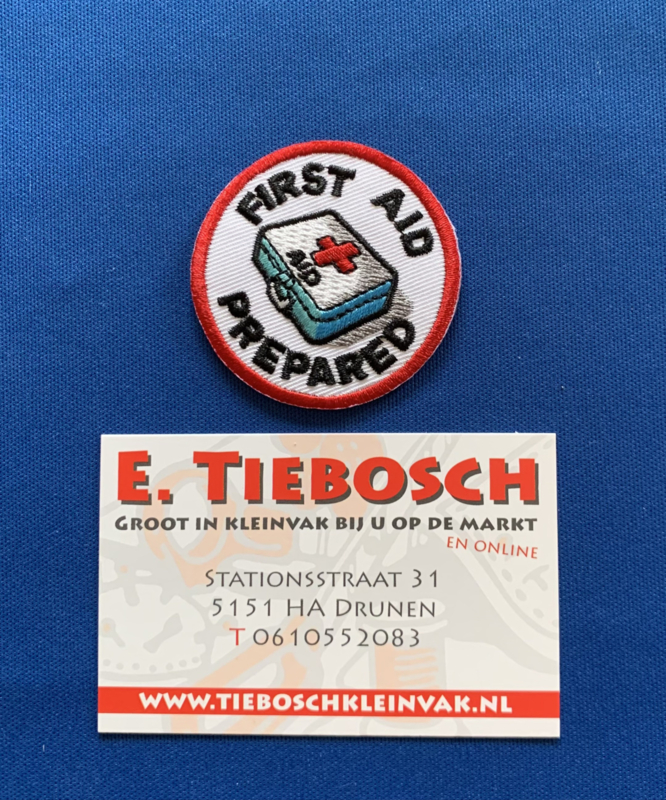 FIRST AID
AID
PREPARED
E. TIEBOSCH
GROOT IN KLEINVAK BIJ U OP DE MARKT
EN ONLINE
STATIONSSTRAAT 31
5151 HA DRUNEN
T 0610552083
WWW.TIEBOSCHKLEINVAK.NL